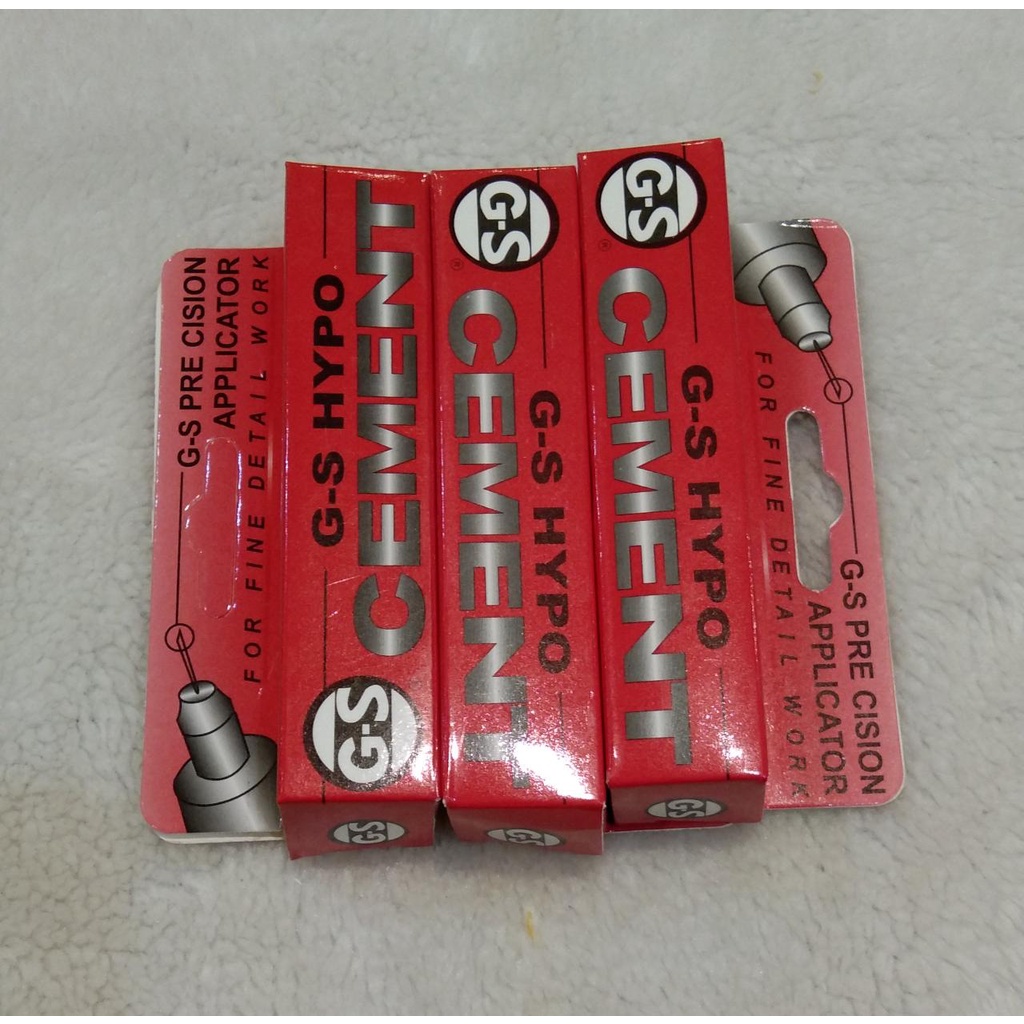 G-S PRE CISION
APPLICATOR
FOR FINE DETAIL WORK
G-S HYPO
CEMENT
G-S
G-S
G-S
®
CEMENT
G-S HYPO
G-S
G-S
®
CEMENT
G-S HYPO
G-S
FOR FINE DETAIL WORK
G-S PRE CISION
APPLICATOR